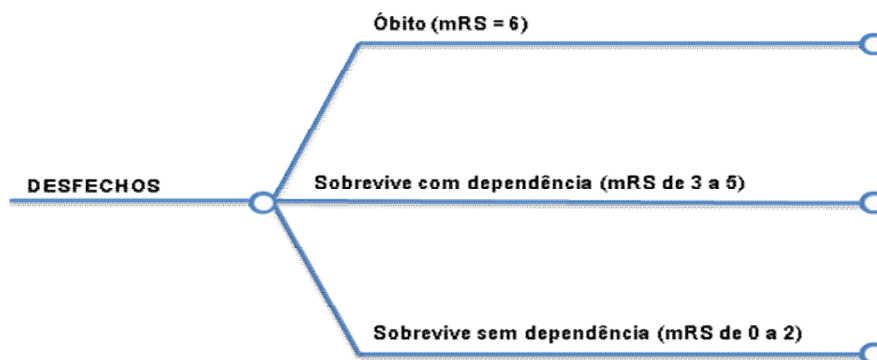 Óbito (mRS = 6)
DESFECHOS
Sobrevive com dependência (mRS de 3 a 5)
Sobrevive sem dependência (mRS de 0 a 2)